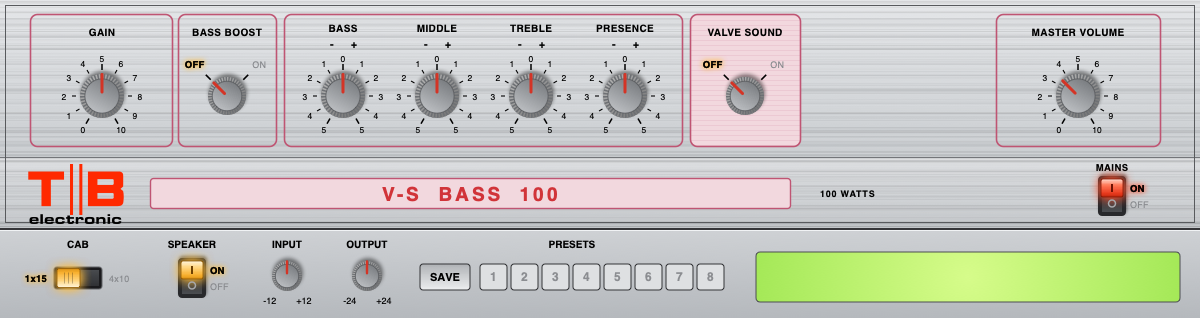 GAIN
0 1 2 3 4 5 6 7 8 9 10
BASS BOOST
OFF ON
BASS
- +
5 4 3 2 1 0 1 2 3 4 5
MIDDLE
- +
5 4 3 2 1 0 1 2 3 4 5
TREBLE
- +
5 4 3 2 1 0 1 2 3 4 5
PRESENCE
- +
5 4 3 2 1 0 1 2 3 4 5
VALVE SOUND
OFF ON
MASTER VOLUME
0 1 2 3 4 5 6 7 8 9 10
T||B
electronic
V-S BASS 100
100 WATTS
MAINS
I ON
O OFF
CAB
1x15 4x10
SPEAKER
I ON
O OFF
INPUT
-12 +12
OUTPUT
-24 +24
PRESETS
SAVE 1 2 3 4 5 6 7 8